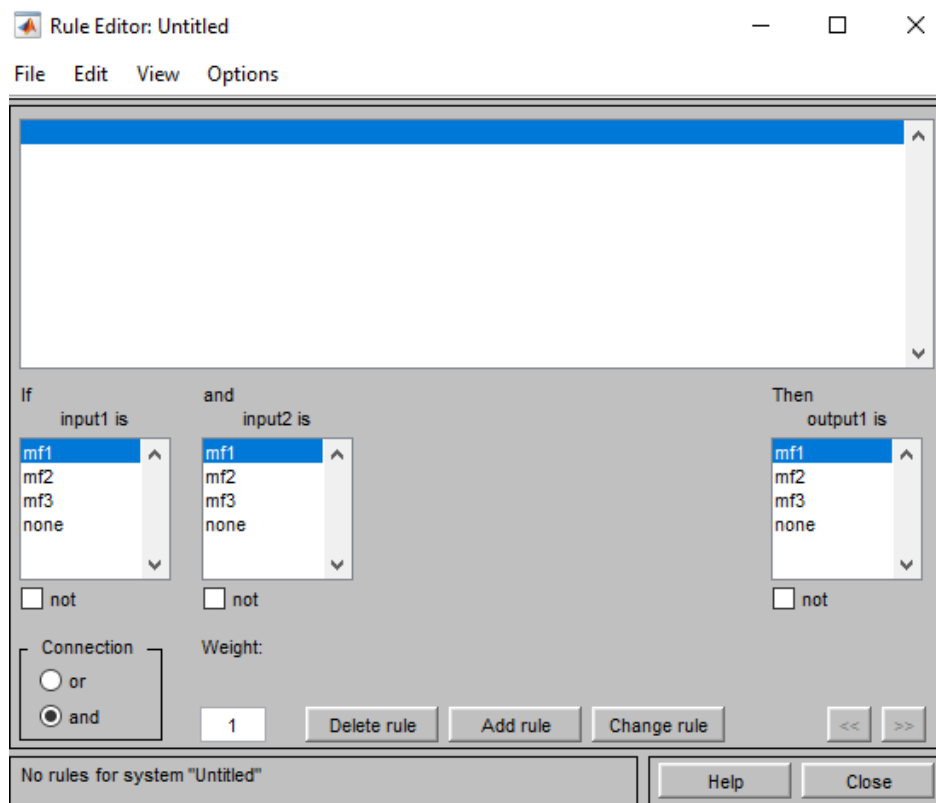 Rule Editor: Untitled
File Edit View Options
If and Then
input1 is input2 is output1 is
mf1 mf1 mf1
mf2 mf2 mf2
mf3 mf3 mf3
none none none
not not not
Connection Weight:
or
and 1 Delete rule Add rule Change rule << >>
No rules for system "Untitled" Help Close